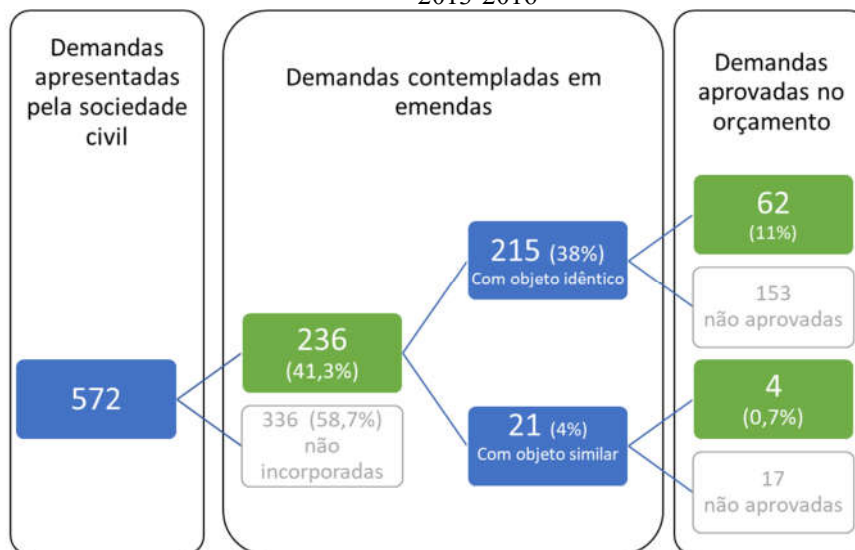 2015-2016
Demandas
apresentadas
pela sociedade
civil
Demandas contempladas em
emendas
Demandas
aprovadas no
orçamento
572
236
(41,3%)
336 (58,7%)
não
incorporadas
215 (38%)
Com objeto idêntico
21 (4%)
Com objeto similar
62
(11%)
153
não aprovadas
4
(0,7%)
17
não aprovadas